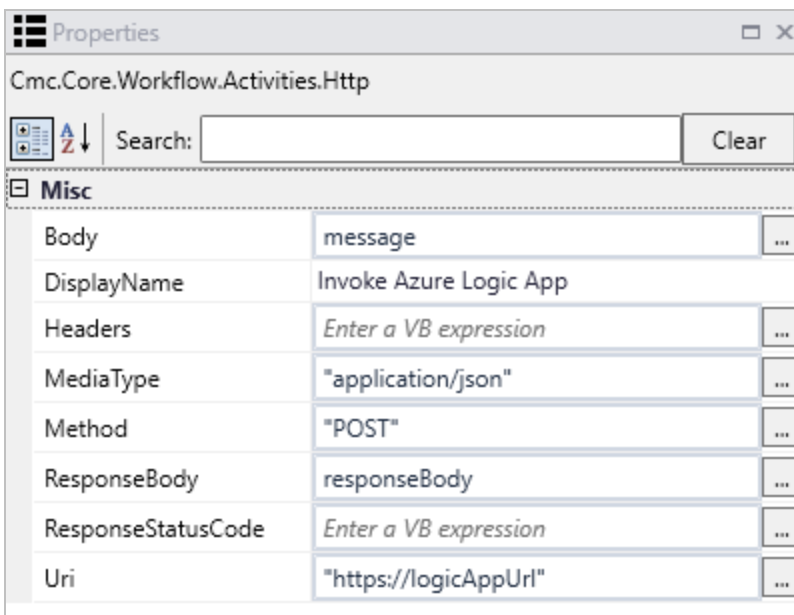 Properties
Cmc.Core.Workflow.Activities.Http
A Z Search: Clear
Misc
Body message ...
DisplayName Invoke Azure Logic App
Headers Enter a VB expression ...
MediaType "application/json" ...
Method "POST" ...
ResponseBody responseBody ...
ResponseStatusCode Enter a VB expression ...
Uri "https://logicAppUrl" ...